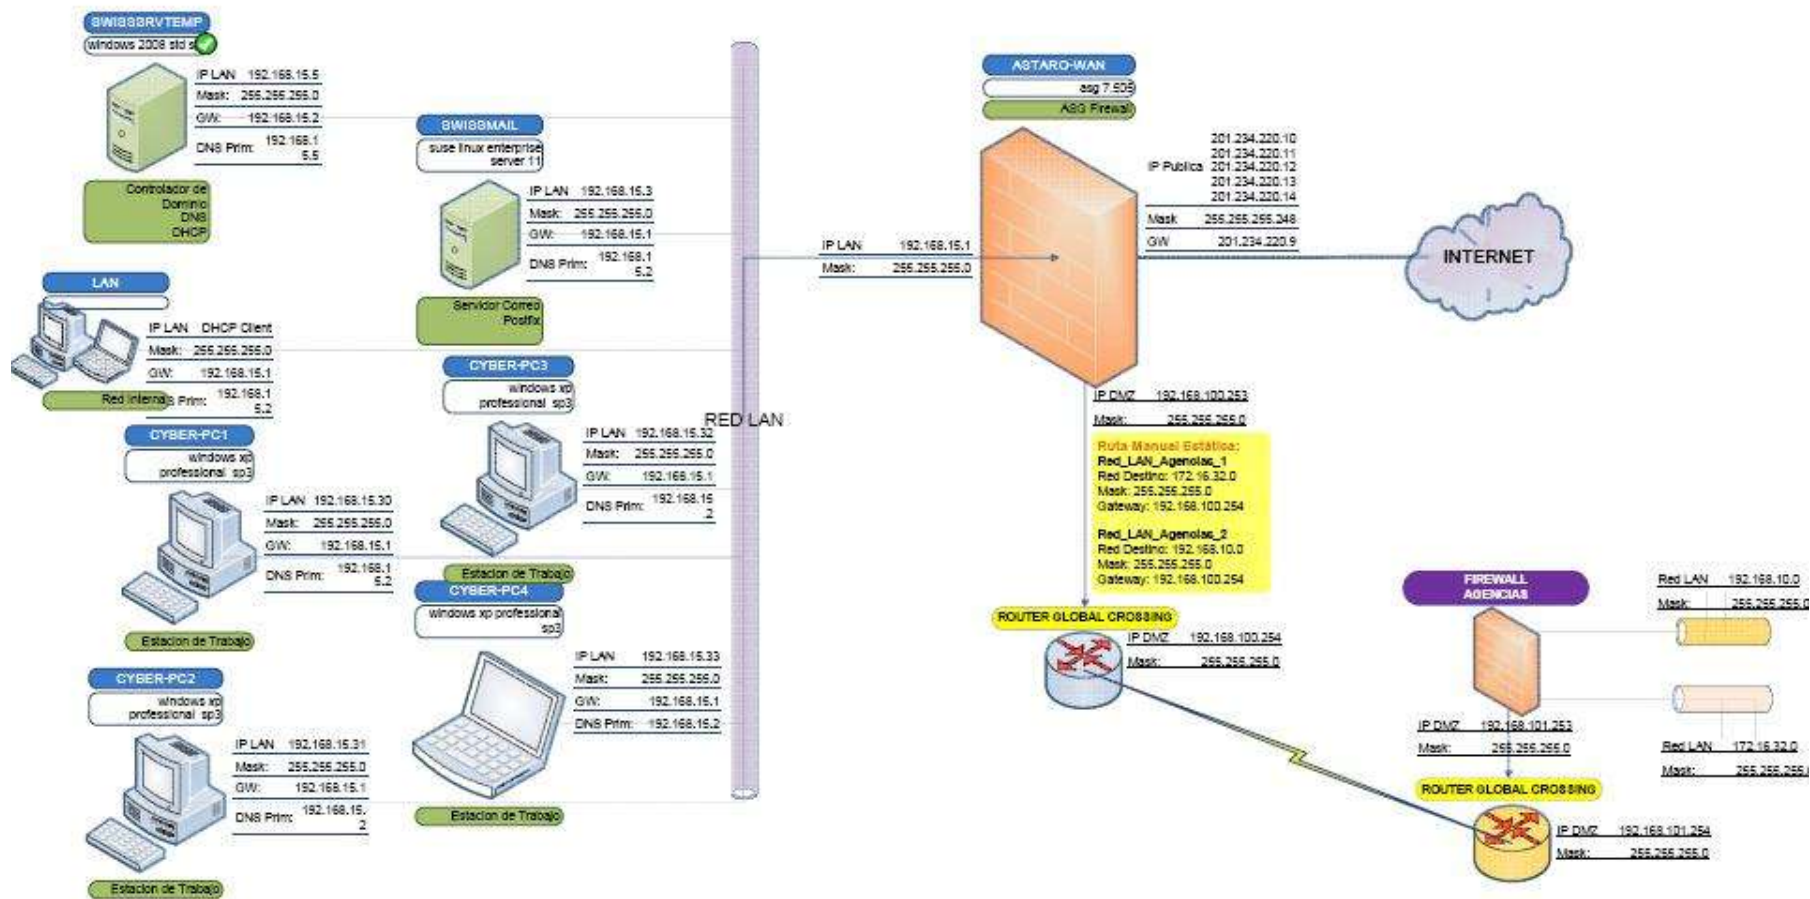 SWISSSRVTEMP
windows 2008 std s
IP LAN 192.168.15.5
Mask: 255.255.255.0
GW: 192.168.15.2
DNS Prim: 192.168.1
5.5
Controlador de
Dominio
DNS
DHCP
SWISSMAIL
suse linux enterprise
server 11
IP LAN 192.168.15.3
Mask: 255.255.255.0
GW: 192.168.15.1
DNS Prim: 192.168.1
5.2
Servidor Correo
Postfix
LAN
IP LAN DHCP Client
Mask: 255.255.255.0
GW: 192.168.15.1
S Prim: 192.168.1
5.2
Red Interna
CYBER-PC3
windows xp
professional sp3
IP LAN 192.168.15.32
Mask: 255.255.255.0
GW: 192.168.15.1
DNS Prim: 192.168.15
.2
Estacion de Trabajo
CYBER-PC1
windows xp
professional sp3
IP LAN 192.168.15.30
Mask: 255.255.255.0
GW: 192.168.15.1
DNS Prim: 192.168.1
5.2
Estacion de Trabajo
CYBER-PC4
windows xp professional
sp3
IP LAN 192.168.15.33
Mask: 255.255.255.0
GW: 192.168.15.1
DNS Prim: 192.168.15.2
Estacion de Trabajo
CYBER-PC2
windows xp
professional sp3
IP LAN 192.168.15.31
Mask: 255.255.255.0
GW: 192.168.15.1
DNS Prim: 192.168.15.
2
Estacion de Trabajo
RED LAN
IP LAN 192.168.15.1
Mask: 255.255.255.0
ASTARO-WAN
asg 7.505
ASG Firewall
201.234.220.10
201.234.220.11
IP Publica 201.234.220.12
201.234.220.13
201.234.220.14
Mask 255.255.255.248
GW 201.234.220.9
INTERNET
IP DMZ 192.168.100.253
Mask: 255.255.255.0
Ruta Manual Estática:
Red_LAN_Agencias_1
Red Destino: 172.16.32.0
Mask: 255.255.255.0
Gateway: 192.168.100.254
Red_LAN_Agencias_2
Red Destino: 192.168.10.0
Mask: 255.255.255.0
Gateway: 192.168.100.254
ROUTER GLOBAL CROSSING
IP DMZ 192.168.100.254
Mask: 255.255.255.0
FIREWALL
AGENCIAS
Red LAN 192.168.10.0
Mask: 255.255.255.0
IP DMZ 192.168.101.253
Mask: 255.255.255.0
Red LAN 172.16.32.0
Mask: 255.255.255.
ROUTER GLOBAL CROSSING
IP DMZ 192.168.101.254
Mask: 255.255.255.0